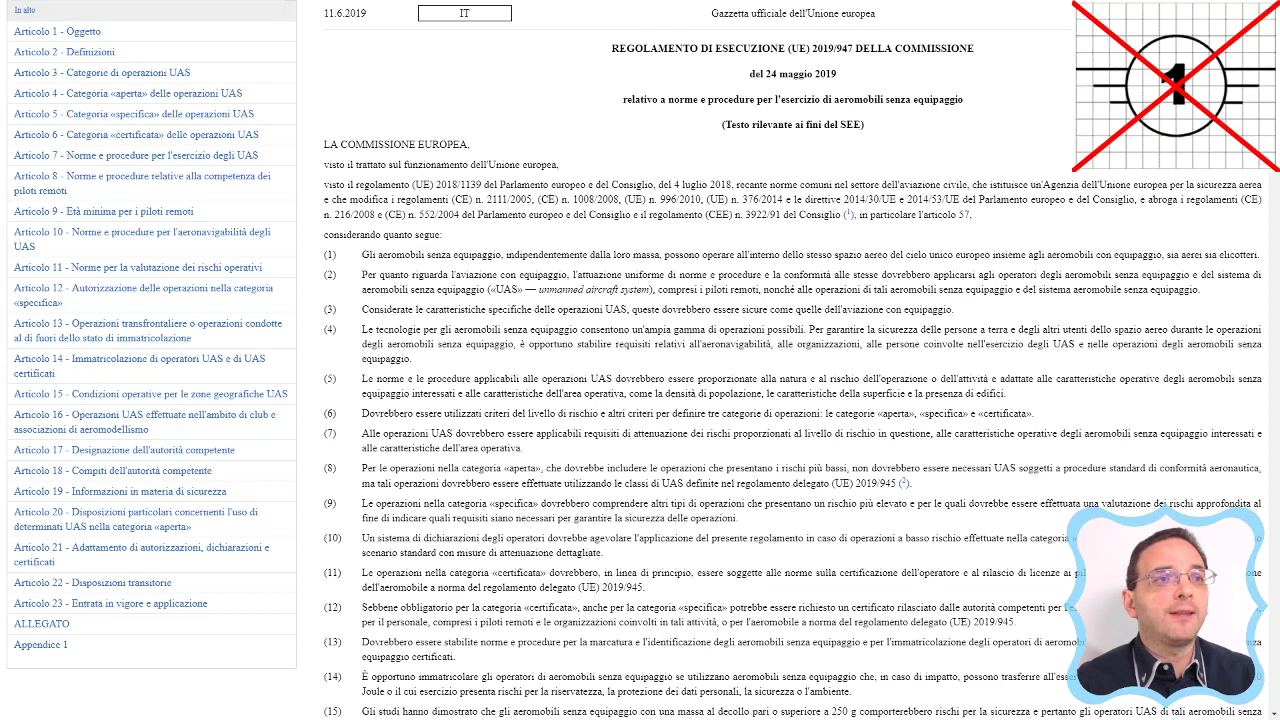 In alto
Articolo 1 - Oggetto
Articolo 2 - Definizioni
Articolo 3 - Categorie di operazioni UAS
Articolo 4 - Categoria «aperta» delle operazioni UAS
Articolo 5 - Categoria «specifica» delle operazioni UAS
Articolo 6 - Categoria «certificata» delle operazioni UAS
Articolo 7 - Norme e procedure per l'esercizio degli UAS
Articolo 8 - Norme e procedure relative alla competenza dei
piloti remoti
Articolo 9 - Età minima per i piloti remoti
Articolo 10 - Norme e procedure per l'aeronavigabilità degli
UAS
Articolo 11 - Norme per la valutazione dei rischi operativi
Articolo 12 - Autorizzazione delle operazioni nella categoria
«specifica»
Articolo 13 - Operazioni transfrontaliere o operazioni condotte
al di fuori dello stato di immatricolazione
Articolo 14 - Immatricolazione di operatori UAS e di UAS
certificati
Articolo 15 - Condizioni operative per le zone geografiche UAS
Articolo 16 - Operazioni UAS effettuate nell'ambito di club e
associazioni di aeromodellismo
Articolo 17 - Designazione dell'autorità competente
Articolo 18 - Compiti dell'autorità competente
Articolo 19 - Informazioni in materia di sicurezza
Articolo 20 - Disposizioni particolari concernenti l'uso di
determinati UAS nella categoria «aperta»
Articolo 21 - Adattamento di autorizzazioni, dichiarazioni e
certificati
Articolo 22 - Disposizioni transitorie
Articolo 23 - Entrata in vigore e applicazione
ALLEGATO
Appendice 1
11.6.2019 IT Gazzetta ufficiale dell'Unione europea
1
REGOLAMENTO DI ESECUZIONE (UE) 2019/947 DELLA COMMISSIONE
del 24 maggio 2019
relativo a norme e procedure per l'esercizio di aeromobili senza equipaggio
(Testo rilevante ai fini del SEE)
LA COMMISSIONE EUROPEA,
visto il trattato sul funzionamento dell'Unione europea,
visto il regolamento (UE) 2018/1139 del Parlamento europeo e del Consiglio, del 4 luglio 2018, recante norme comuni nel settore dell'aviazione civile, che istituisce un'Agenzia dell'Unione europea per la sicurezza aerea
e che modifica i regolamenti (CE) n. 2111/2005, (CE) n. 1008/2008, (UE) n. 996/2010, (UE) n. 376/2014 e le direttive 2014/30/UE e 2014/53/UE del Parlamento europeo e del Consiglio, e abroga i regolamenti (CE)
n. 216/2008 e (CE) n. 552/2004 del Parlamento europeo e del Consiglio e il regolamento (CEE) n. 3922/91 del Consiglio (1), in particolare l'articolo 57,
considerando quanto segue:
(1) Gli aeromobili senza equipaggio, indipendentemente dalla loro massa, possono operare all'interno dello stesso spazio aereo del cielo unico europeo insieme agli aeromobili con equipaggio, sia aerei sia elicotteri.
(2) Per quanto riguarda l'aviazione con equipaggio, l'attuazione uniforme di norme e procedure e la conformità alle stesse dovrebbero applicarsi agli operatori degli aeromobili senza equipaggio e del sistema di
aeromobili senza equipaggio («UAS» — unmanned aircraft system), compresi i piloti remoti, nonché alle operazioni di tali aeromobili senza equipaggio e del sistema aeromobile senza equipaggio.
(3) Considerate le caratteristiche specifiche delle operazioni UAS, queste dovrebbero essere sicure come quelle dell'aviazione con equipaggio.
(4) Le tecnologie per gli aeromobili senza equipaggio consentono un'ampia gamma di operazioni possibili. Per garantire la sicurezza delle persone a terra e degli altri utenti dello spazio aereo durante le operazioni
degli aeromobili senza equipaggio, è opportuno stabilire requisiti relativi all'aeronavigabilità, alle organizzazioni, alle persone coinvolte nell'esercizio degli UAS e nelle operazioni degli aeromobili senza
equipaggio.
(5) Le norme e le procedure applicabili alle operazioni UAS dovrebbero essere proporzionate alla natura e al rischio dell'operazione o dell'attività e adattate alle caratteristiche operative degli aeromobili senza
equipaggio interessati e alle caratteristiche dell'area operativa, come la densità di popolazione, le caratteristiche della superficie e la presenza di edifici.
(6) Dovrebbero essere utilizzati criteri del livello di rischio e altri criteri per definire tre categorie di operazioni: le categorie «aperta», «specifica» e «certificata».
(7) Alle operazioni UAS dovrebbero essere applicabili requisiti di attenuazione dei rischi proporzionati al livello di rischio in questione, alle caratteristiche operative degli aeromobili senza equipaggio interessati e
alle caratteristiche dell'area operativa.
(8) Per le operazioni nella categoria «aperta», che dovrebbe includere le operazioni che presentano i rischi più bassi, non dovrebbero essere necessari UAS soggetti a procedure standard di conformità aeronautica,
ma tali operazioni dovrebbero essere effettuate utilizzando le classi di UAS definite nel regolamento delegato (UE) 2019/945 (2).
(9) Le operazioni nella categoria «specifica» dovrebbero comprendere altri tipi di operazioni che presentano un rischio più elevato e per le quali dovrebbe essere effettuata una valutazione dei rischi approfondita al
fine di indicare quali requisiti siano necessari per garantire la sicurezza delle operazioni.
(10) Un sistema di dichiarazioni degli operatori dovrebbe agevolare l'applicazione del presente regolamento in caso di operazioni a basso rischio effettuate nella categoria
scenario standard con misure di attenuazione dettagliate.
(11) Le operazioni nella categoria «certificata» dovrebbero, in linea di principio, essere soggette alle norme sulla certificazione dell'operatore e al rilascio di licenze ai
dell'aeromobile a norma del regolamento delegato (UE) 2019/945.
(12) Sebbene obbligatorio per la categoria «certificata», anche per la categoria «specifica» potrebbe essere richiesto un certificato rilasciato dalle autorità competenti per
per il personale, compresi i piloti remoti e le organizzazioni coinvolti in tali attività, o per l'aeromobile a norma del regolamento delegato (UE) 2019/945.
(13) Dovrebbero essere stabilite norme e procedure per la marcatura e l'identificazione degli aeromobili senza equipaggio e per l'immatricolazione degli operatori di
equipaggio certificati.
(14) È opportuno immatricolare gli operatori di aeromobili senza equipaggio se utilizzano aeromobili senza equipaggio che, in caso di impatto, possono trasferire
Joule o il cui esercizio presenta rischi per la riservatezza, la protezione dei dati personali, la sicurezza o l'ambiente.
(15) Gli studi hanno dimostrato che gli aeromobili senza equipaggio con una massa al decollo pari o superiore a 250 g comporterebbero rischi per la sicurezza e pertanto gli operatori UAS di tali aeromobili senza